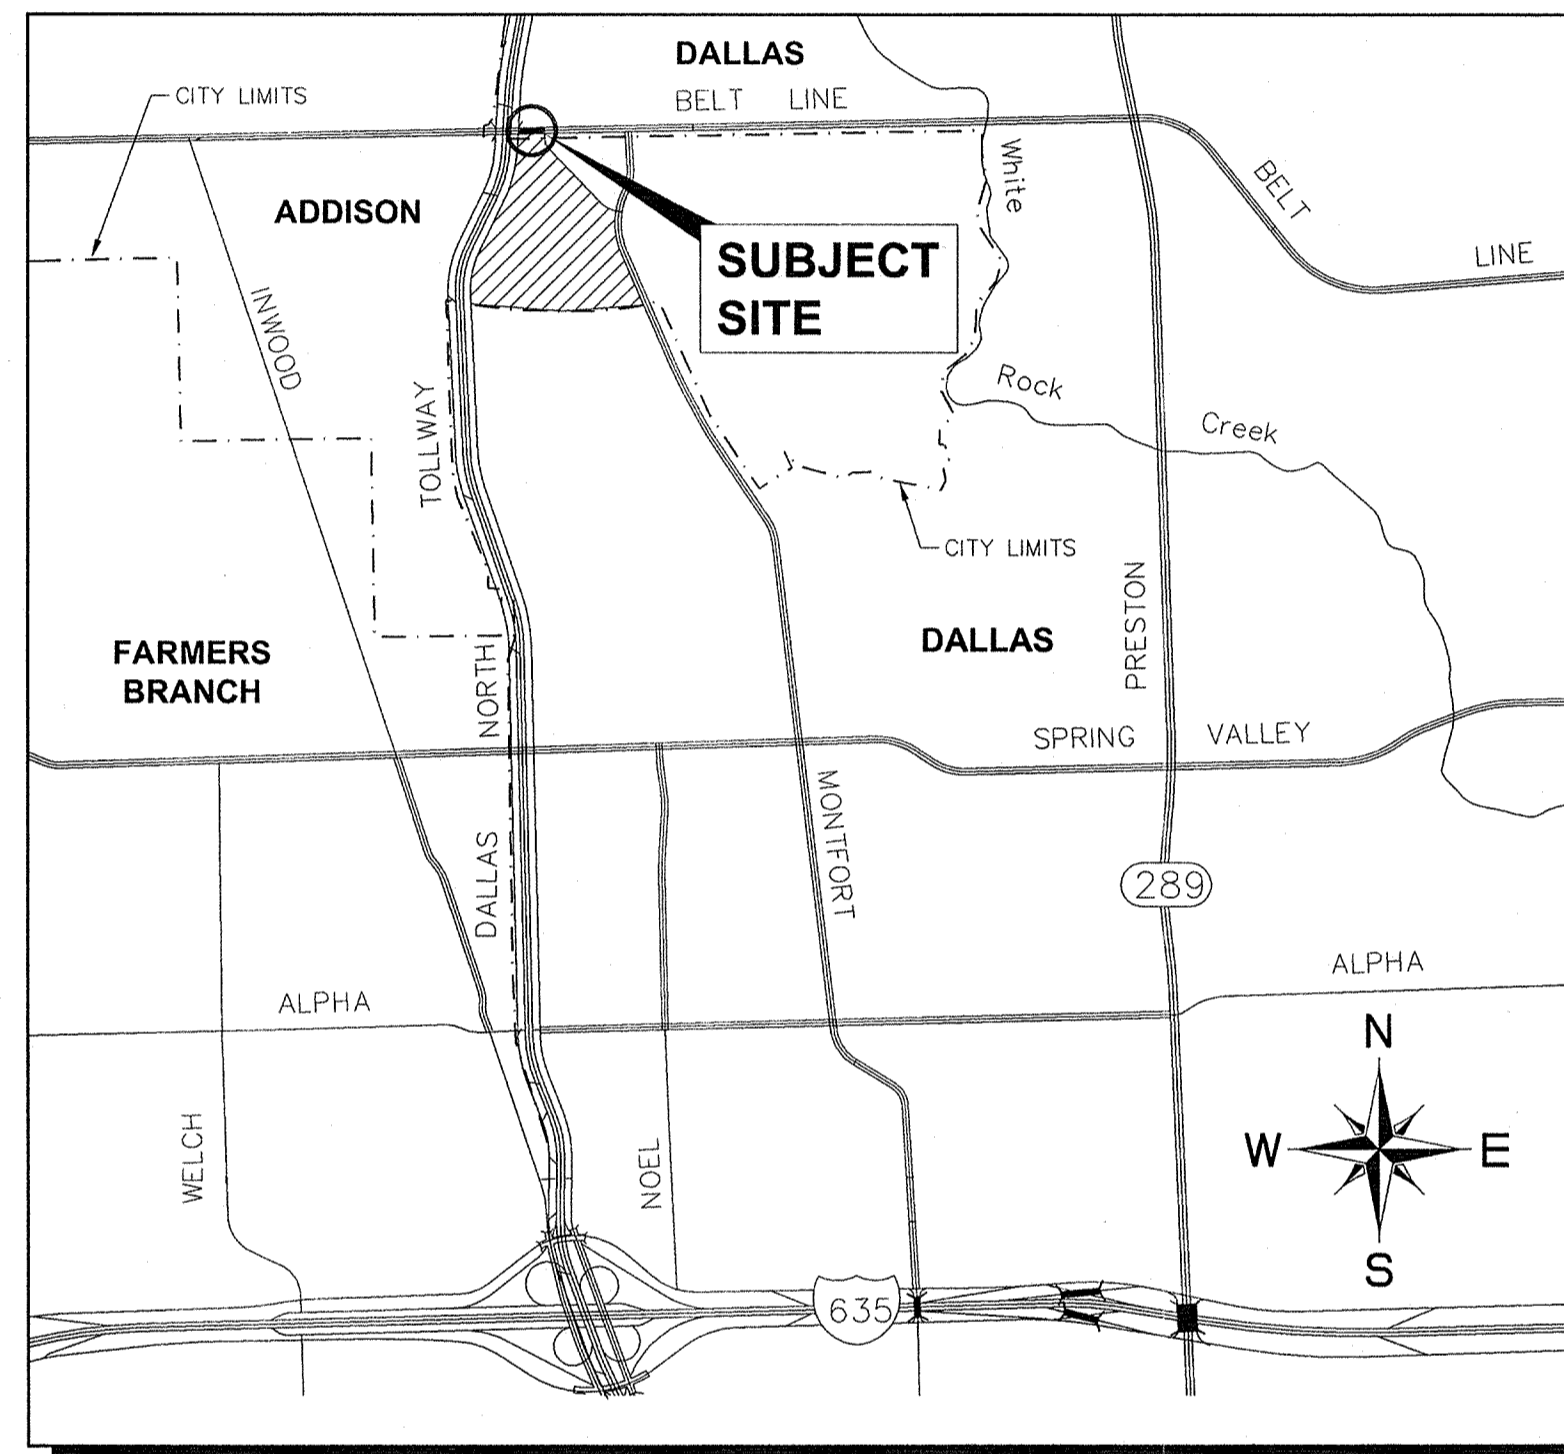 DALLAS
BELT LINE
CITY LIMITS
White
ADDISON
BELT
LINE
SUBJECT
SITE
INWOOD
TOLLWAY
Rock
Creek
CITY LIMITS
PRESTON
FARMERS
BRANCH
DALLAS
NORTH
SPRING VALLEY
MONTFORT
DALLAS
289
ALPHA
ALPHA
N
W
E
S
WELCH
NOEL
635